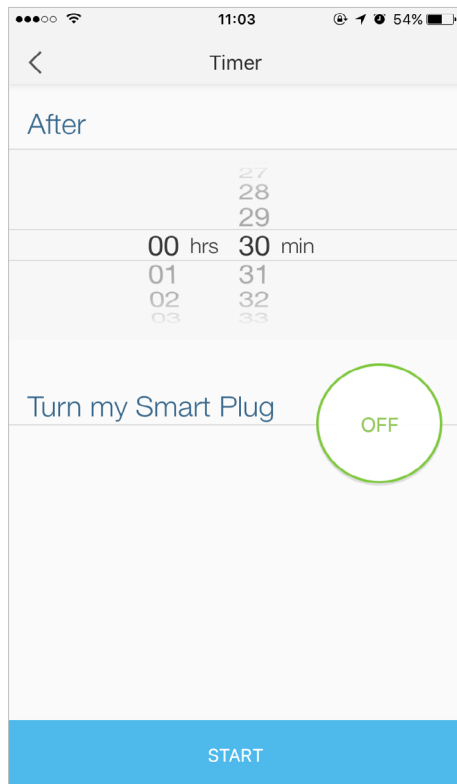 11:03 54%
Timer
After
27
28
29
00 hrs 30 min
01 31
02 32
03 33
Turn my Smart Plug OFF
START